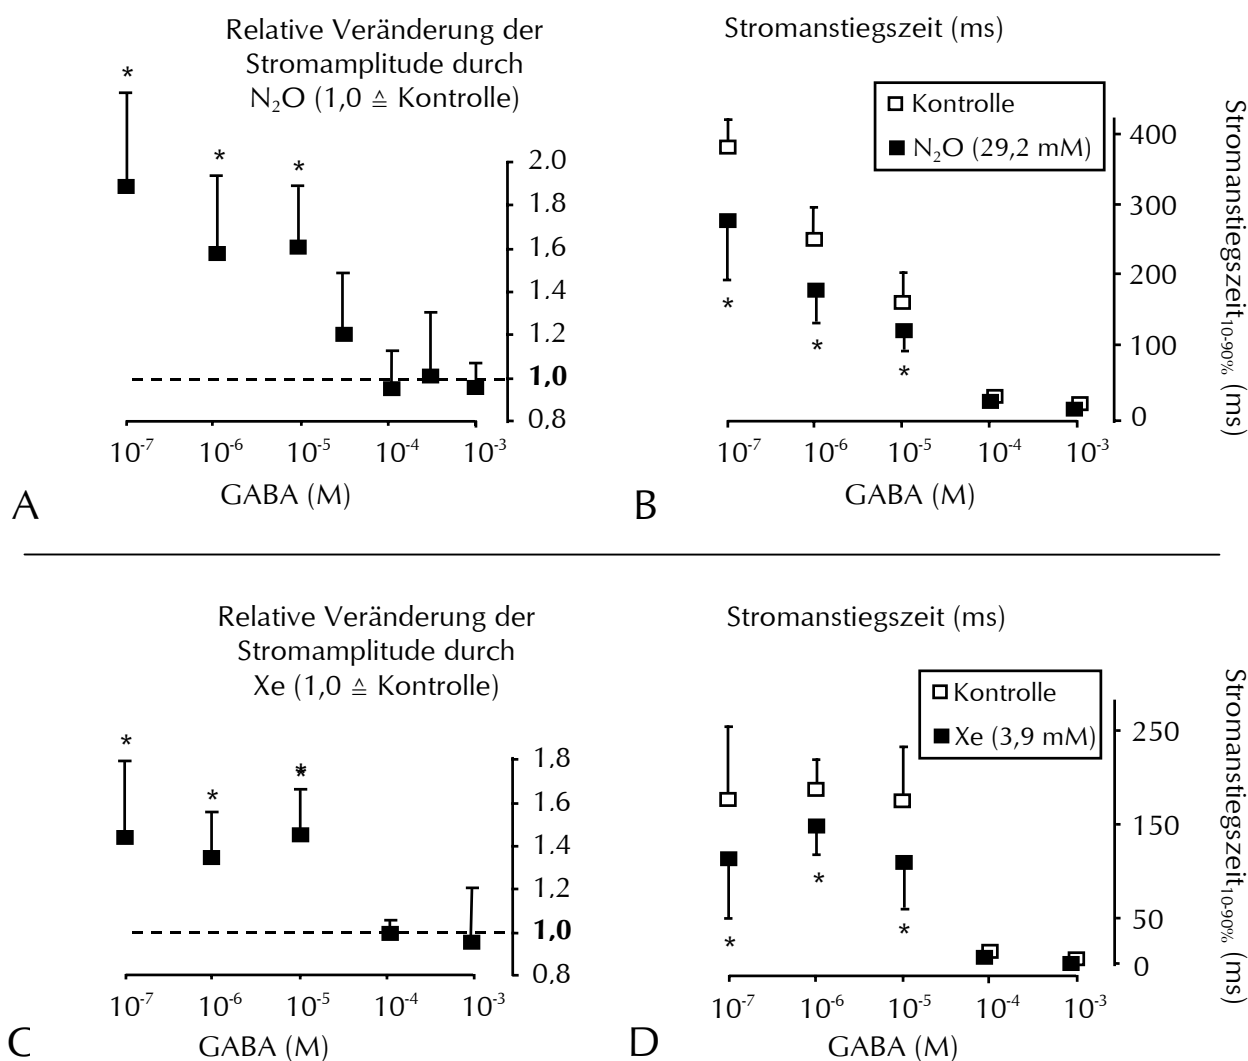 Relative Veränderung der
Stromamplitude durch
N₂O (1,0 ≙ Kontrolle)
*
*
*
2.0
1.8
1.6
1.4
1.2
1,0
0,8
10⁻⁷ 10⁻⁶ 10⁻⁵ 10⁻⁴ 10⁻³
GABA (M)
A
Stromanstiegszeit (ms)
Kontrolle
N₂O (29,2 mM)
*
*
*
400
300
200
100
0
Stromanstiegszeit₁₀₋₉₀% (ms)
10⁻⁷ 10⁻⁶ 10⁻⁵ 10⁻⁴ 10⁻³
GABA (M)
B
Relative Veränderung der
Stromamplitude durch
Xe (1,0 ≙ Kontrolle)
*
*
*
1.8
1.6
1.4
1,2
1,0
0.8
10⁻⁷ 10⁻⁶ 10⁻⁵ 10⁻⁴ 10⁻³
GABA (M)
C
Stromanstiegszeit (ms)
Kontrolle
Xe (3,9 mM)
*
*
*
250
150
50
0
Stromanstiegszeit₁₀₋₉₀% (ms)
10⁻⁷ 10⁻⁶ 10⁻⁵ 10⁻⁴ 10⁻³
GABA (M)
D